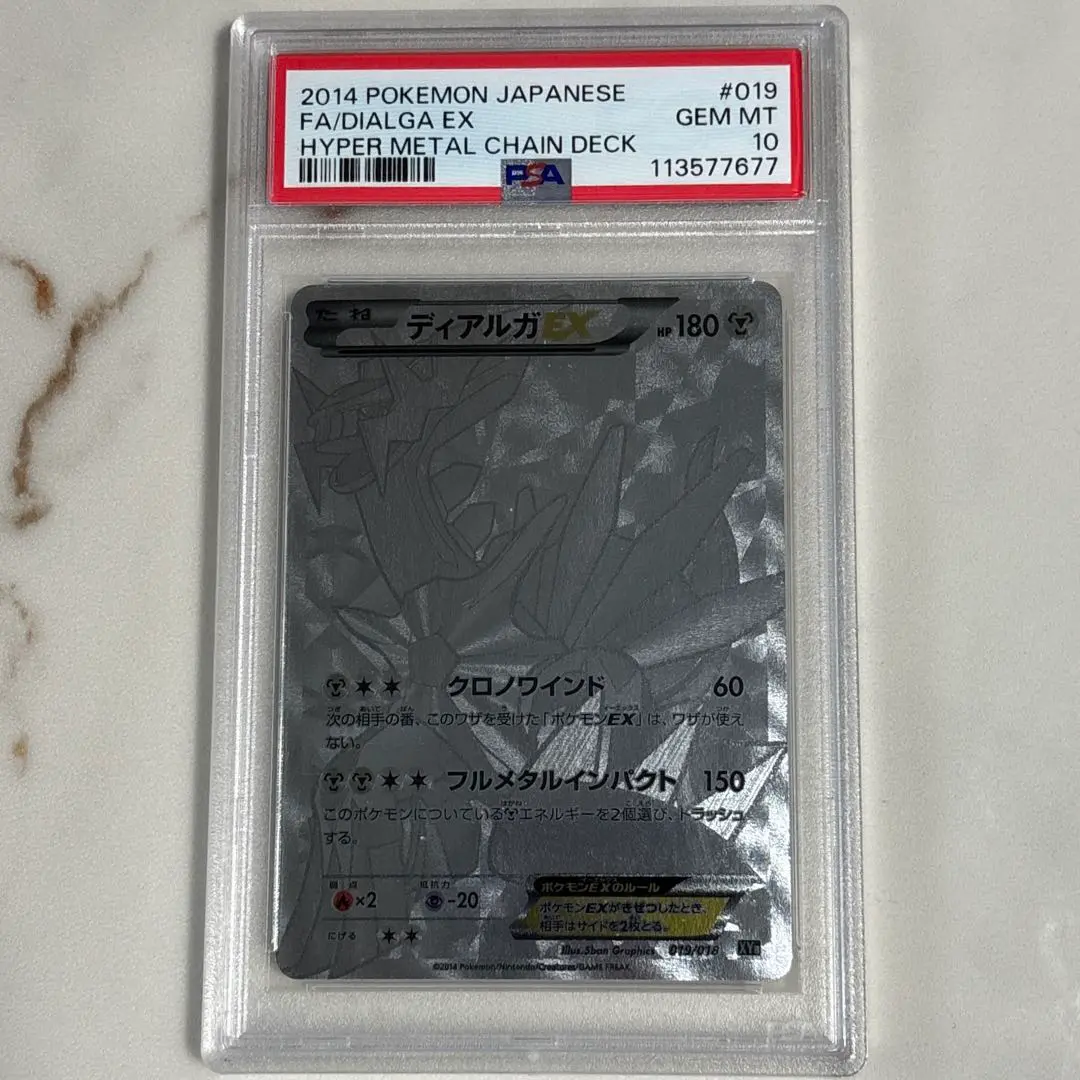 2014 POKEMON JAPANESE #019
FA/DIALGA EX GEM MT
HYPER METAL CHAIN DECK 10
PSA 113577677
たね ディアルガEX HP180
クロノワインド 60
次の相手の番、このワザを受けた「ポケモンEX」は、ワザが使え
ない。
フルメタルインパクト 150
このポケモンについているエネルギーを2個選び、トラッシュ
する。
弱点 抵抗力
×2 -20
ポケモンEXのルール
ポケモンEXがきぜつしたとき、
相手はサイドを2枚とる。
にげる
Illus.5ban Graphics 019/018 XY
©2014 Pokémon/Nintendo/Creatures/GAME FREAK.